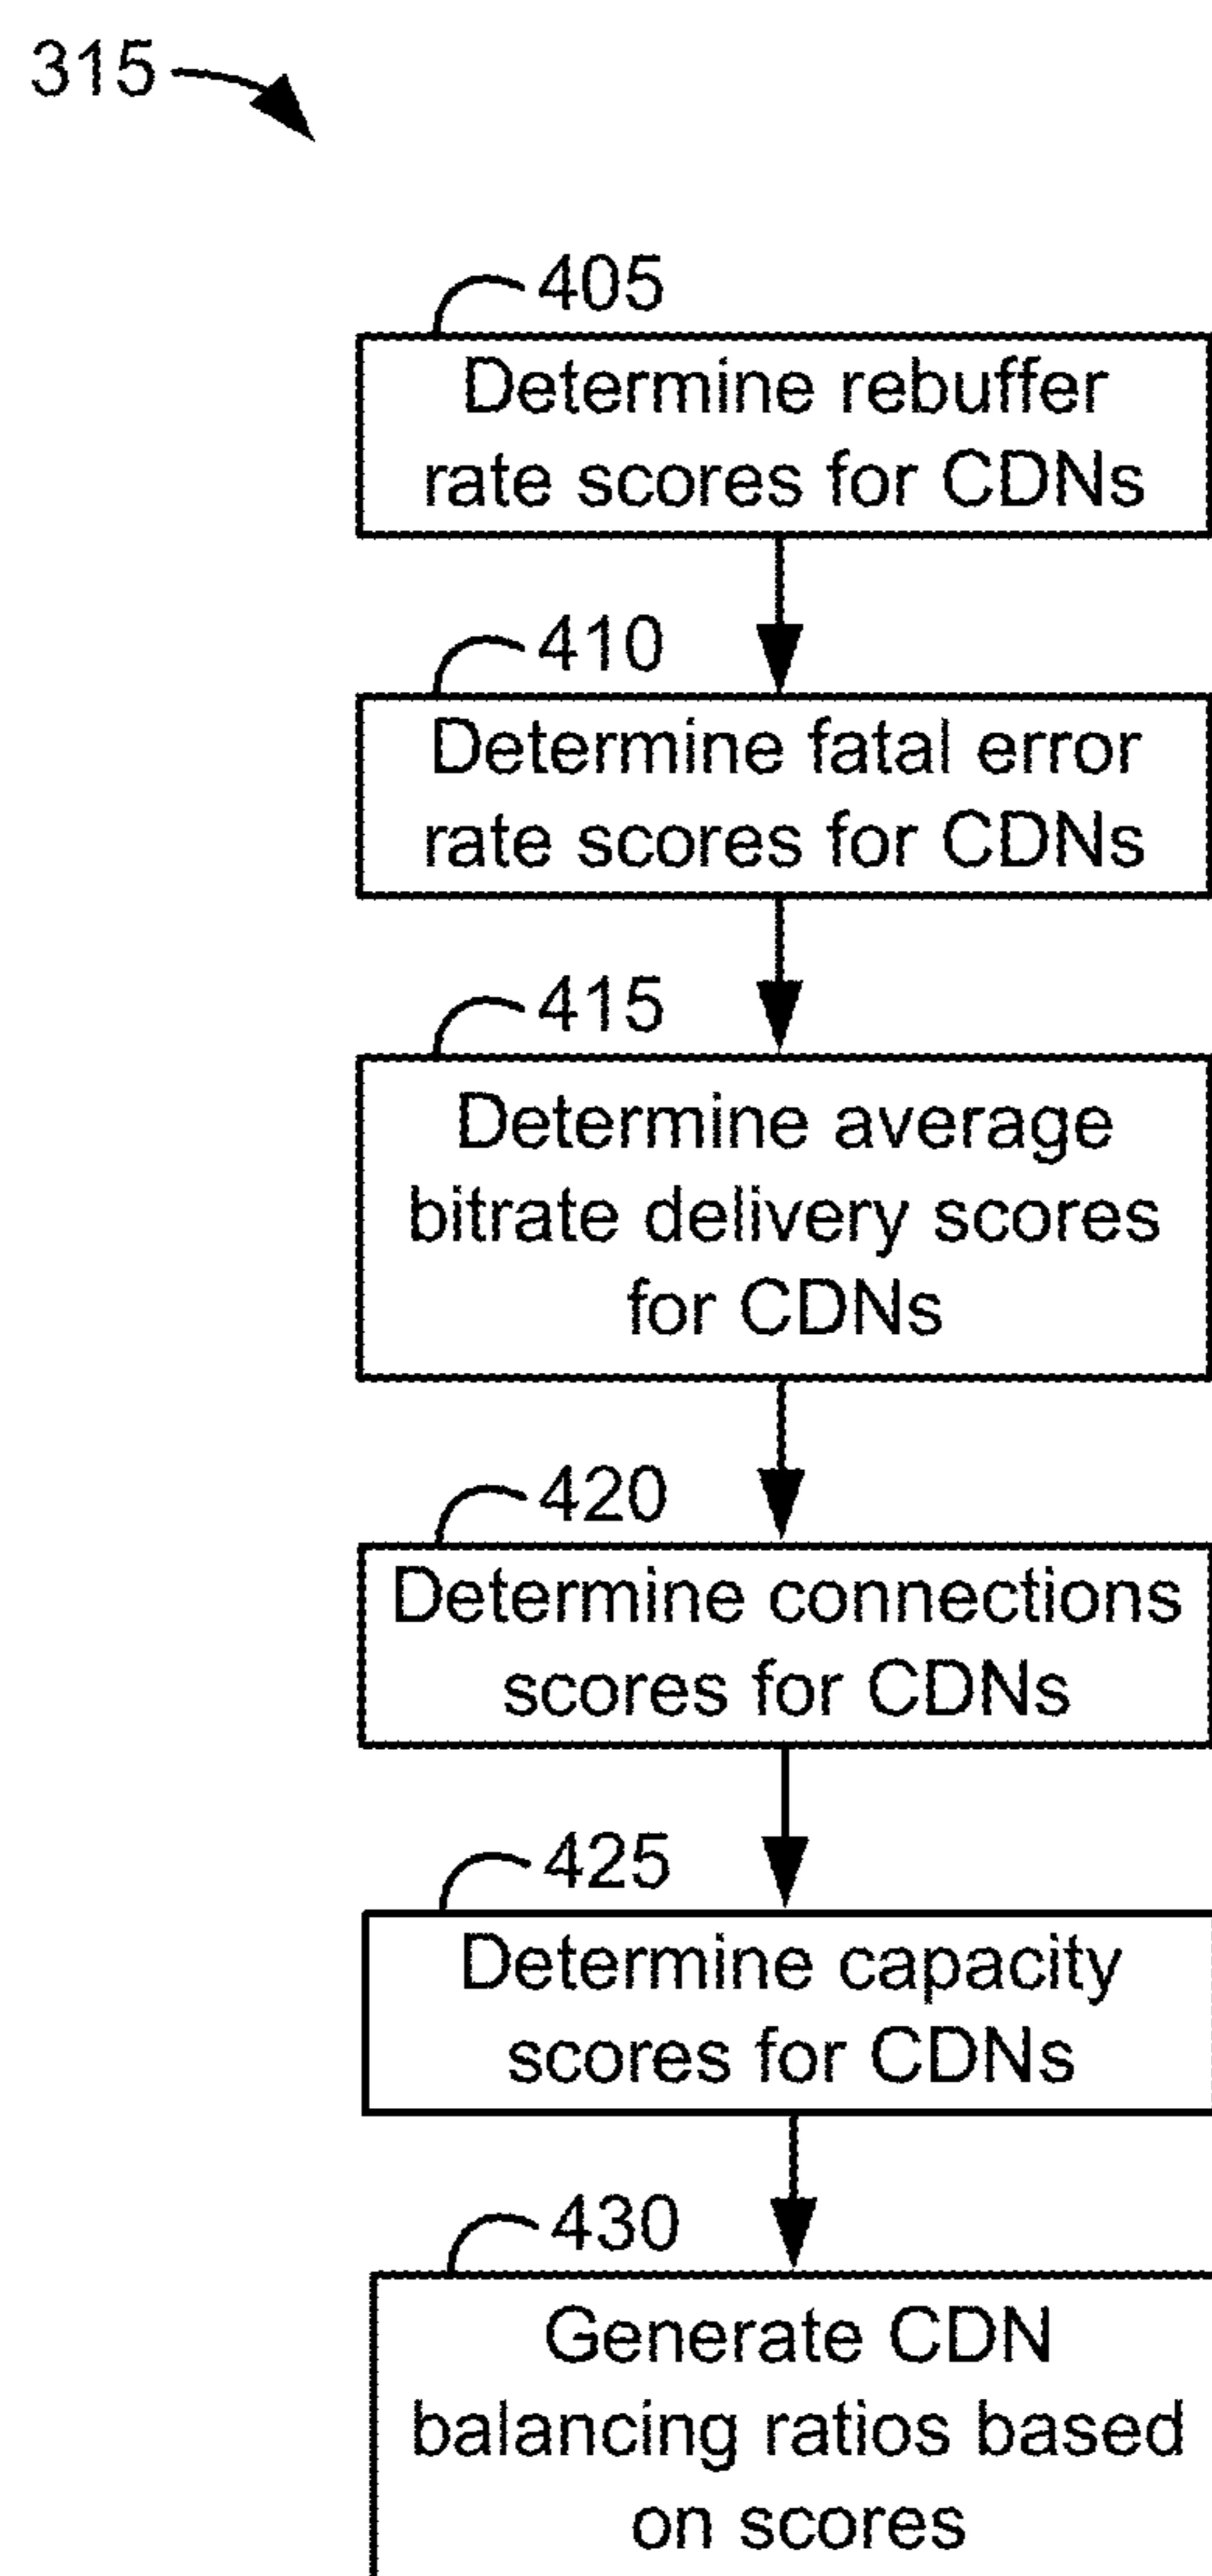 315
405
Determine rebuffer
rate scores for CDNs
410
Determine fatal error
rate scores for CDNs
415
Determine average
bitrate delivery scores
for CDNs
420
Determine connections
scores for CDNs
425
Determine capacity
scores for CDNs
430
Generate CDN
balancing ratios based
on scores